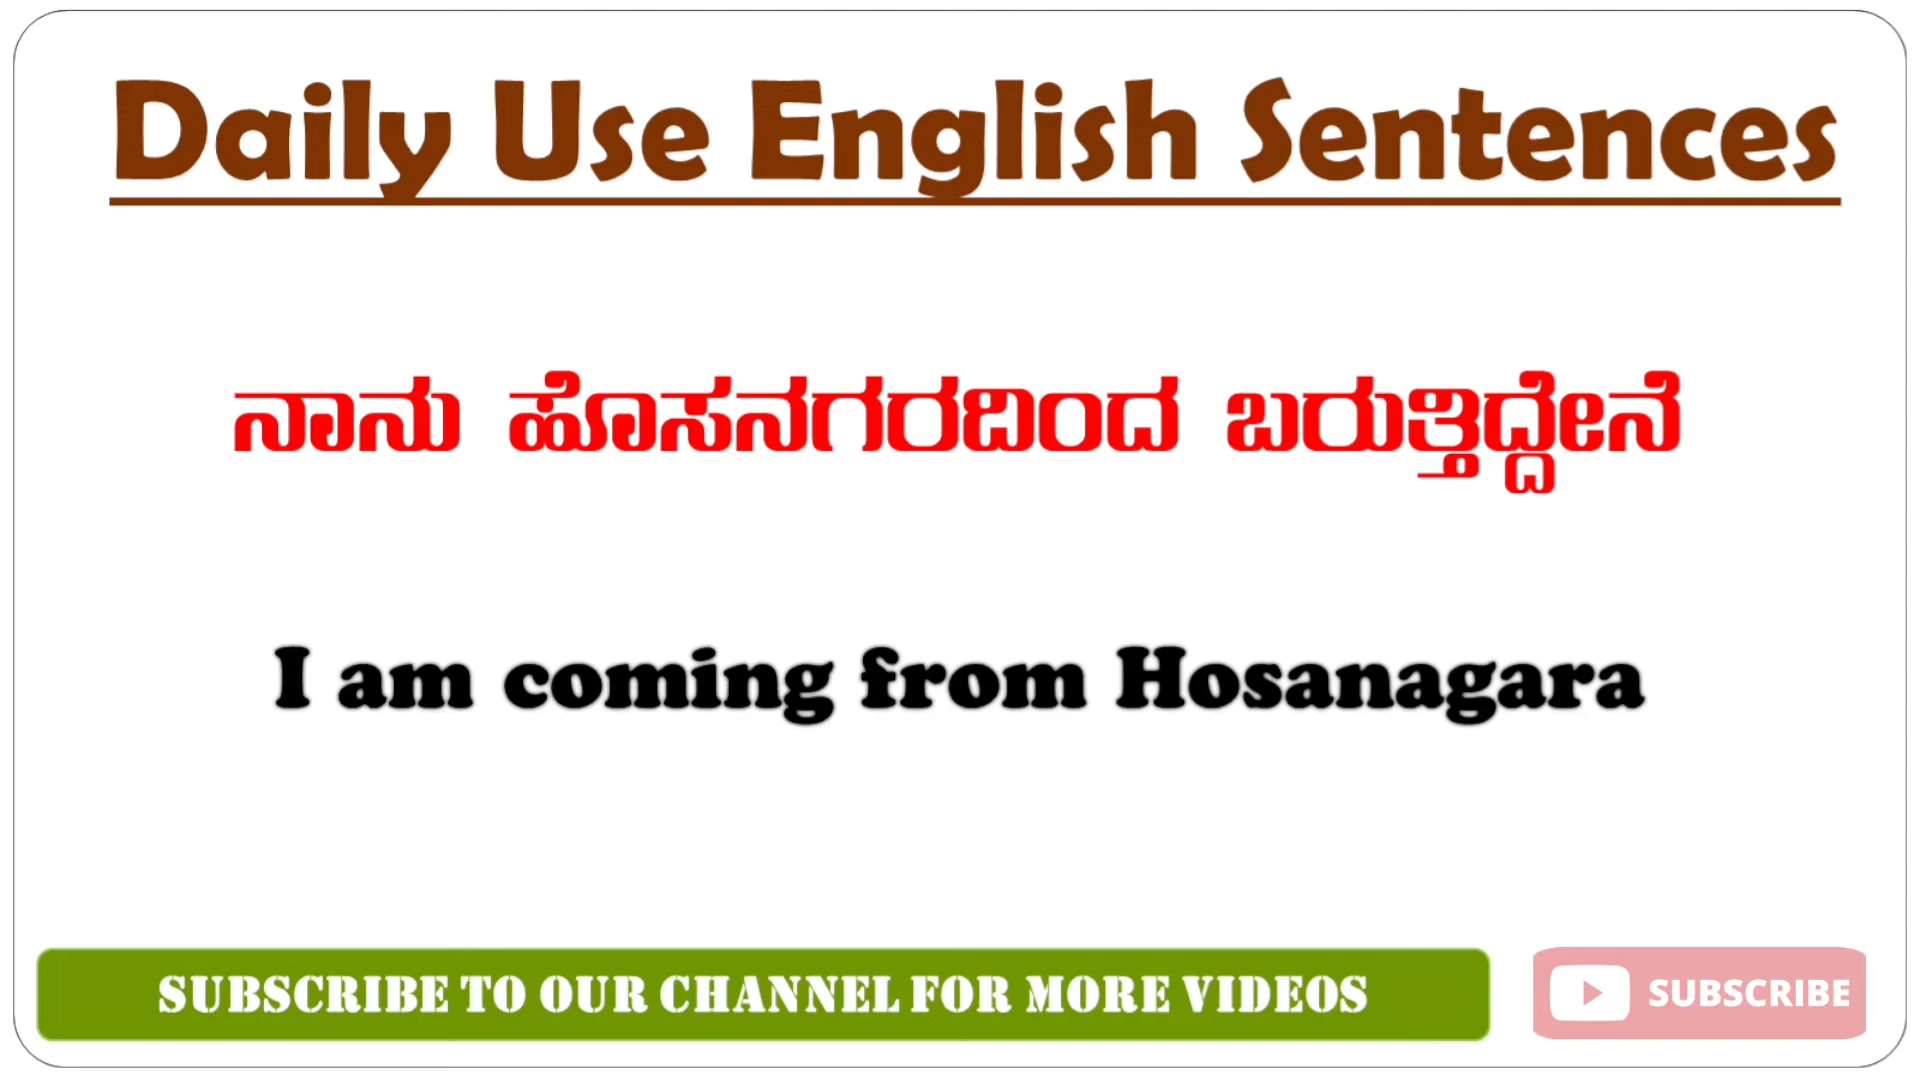 Daily Use English Sentences
ನಾನು ಹೊಸನಗರದಿಂದ ಬರುತ್ತಿದ್ದೇನೆ
I am coming from Hosanagara
SUBSCRIBE TO OUR CHANNEL FOR MORE VIDEOS
SUBSCRIBE